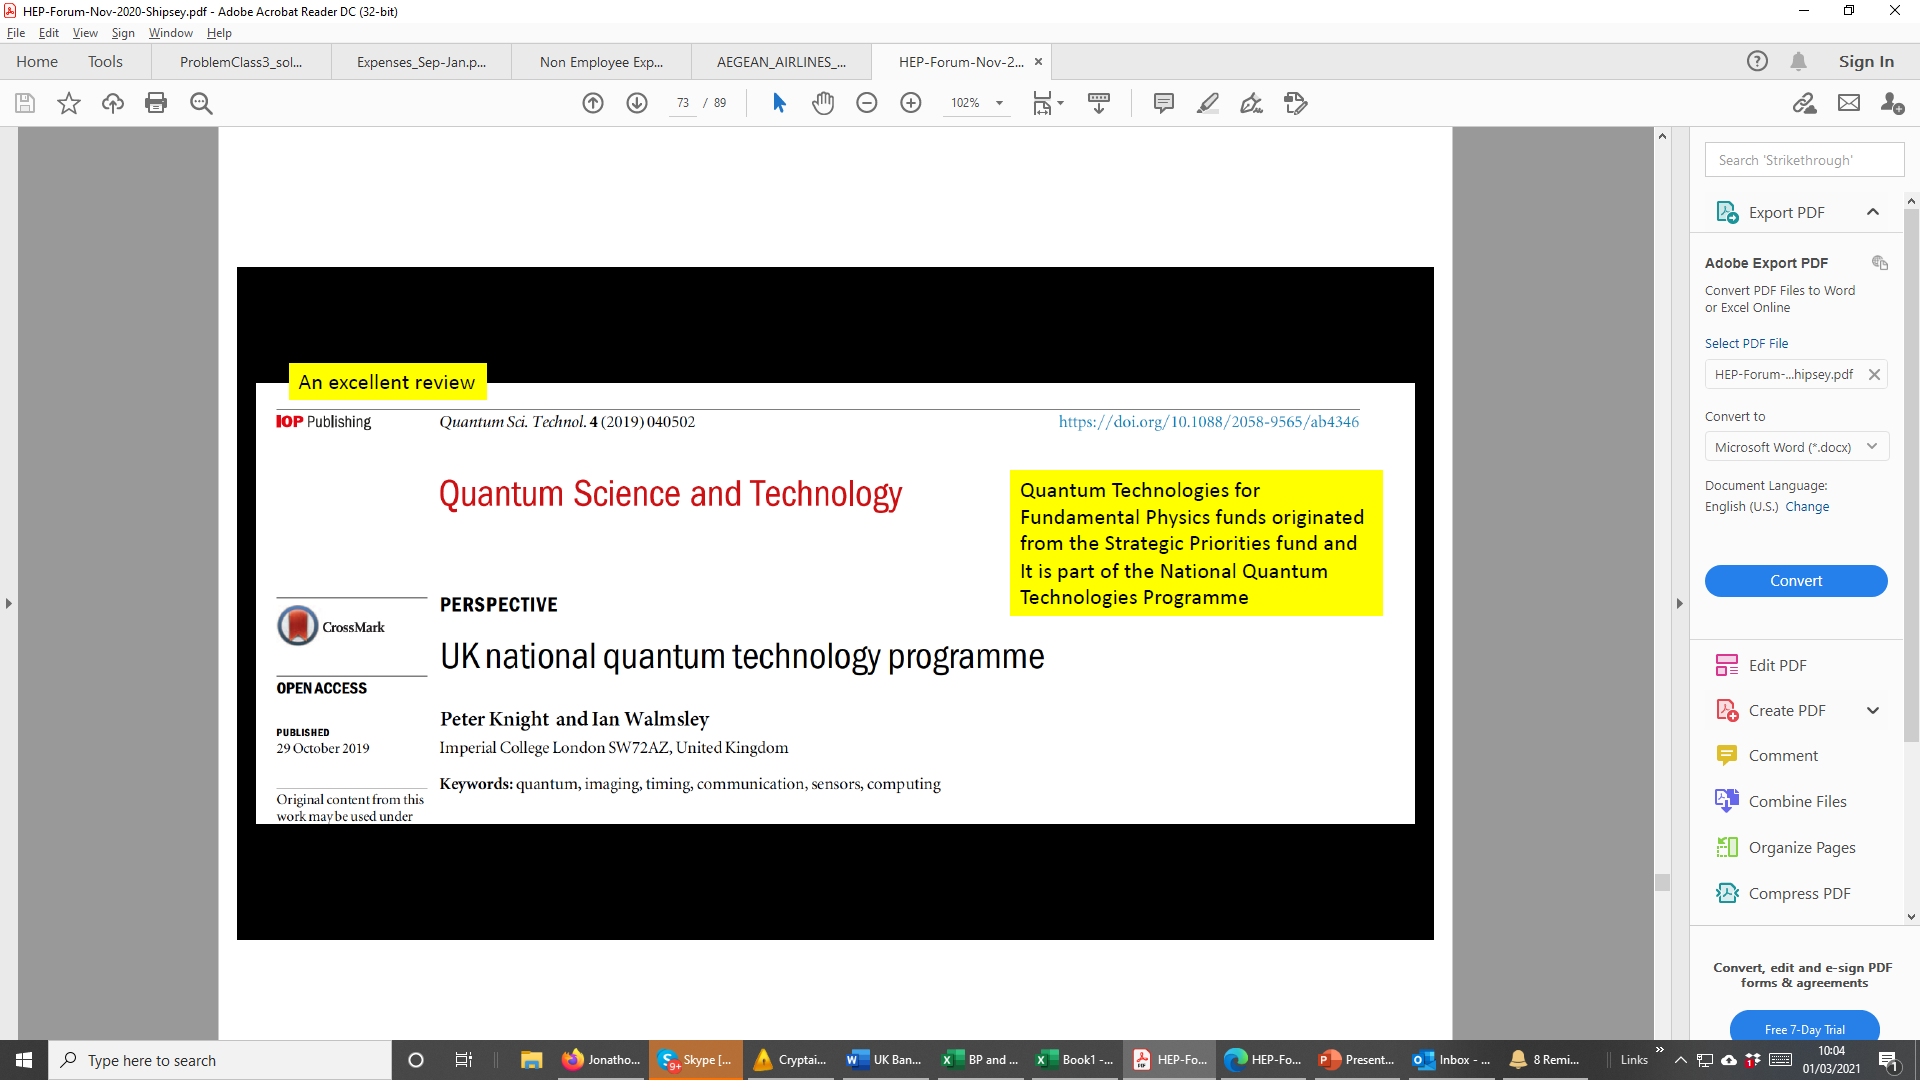 HEP-Forum-Nov-2020-Shipsey.pdf - Adobe Acrobat Reader DC (32-bit)
File Edit View Sign Window Help
Home Tools ProblemClass3_sol... Expenses_Sep-Jan.p... Non Employee Exp... AEGEAN_AIRLINES_... HEP-Forum-Nov-2... × Sign In
73 / 89 102%
An excellent review
IOP Publishing Quantum Sci. Technol. 4 (2019) 040502 https://doi.org/10.1088/2058-9565/ab4346
Quantum Science and Technology
Quantum Technologies for
Fundamental Physics funds originated
from the Strategic Priorities fund and
It is part of the National Quantum
Technologies Programme
PERSPECTIVE
CrossMark
UK national quantum technology programme
OPEN ACCESS
Peter Knight and Ian Walmsley
PUBLISHED
29 October 2019
Imperial College London SW72AZ, United Kingdom
Keywords: quantum, imaging, timing, communication, sensors, computing
Original content from this
work may be used under
Search 'Strikethrough'
Export PDF
Adobe Export PDF
Convert PDF Files to Word
or Excel Online
Select PDF File
HEP-Forum-...hipsey.pdf
Convert to
Microsoft Word (*.docx)
Document Language:
English (U.S.) Change
Convert
Edit PDF
Create PDF
Comment
Combine Files
Organize Pages
Compress PDF
Convert, edit and e-sign PDF
forms & agreements
Free 7-Day Trial
Type here to search
Jonatho...
Skype [...
9+
Cryptai...
UK Ban...
BP and ...
Book1 -...
HEP-Fo...
HEP-Fo...
Present...
Inbox - ...
8 Remi...
Links
10:04
01/03/2021
1